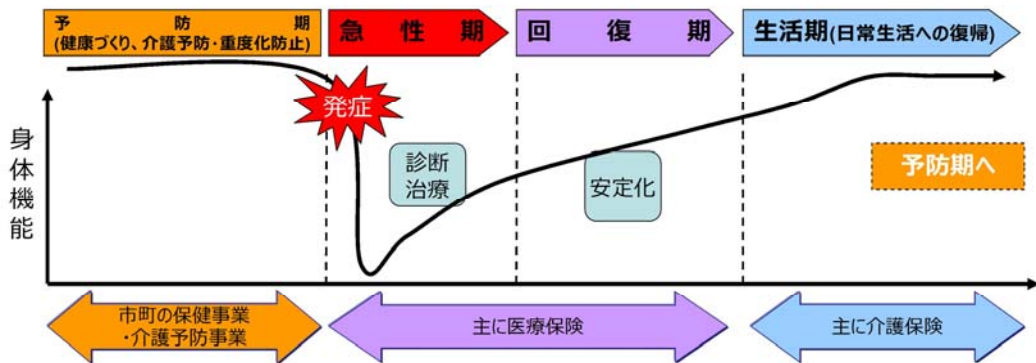 予防期
(健康づくり、介護予防・重度化防止)
急性期
回復期
生活期(日常生活への復帰)
発症
身体機能
診断
治療
安定化
予防期へ
市町の保健事業
・介護予防事業
主に医療保険
主に介護保険